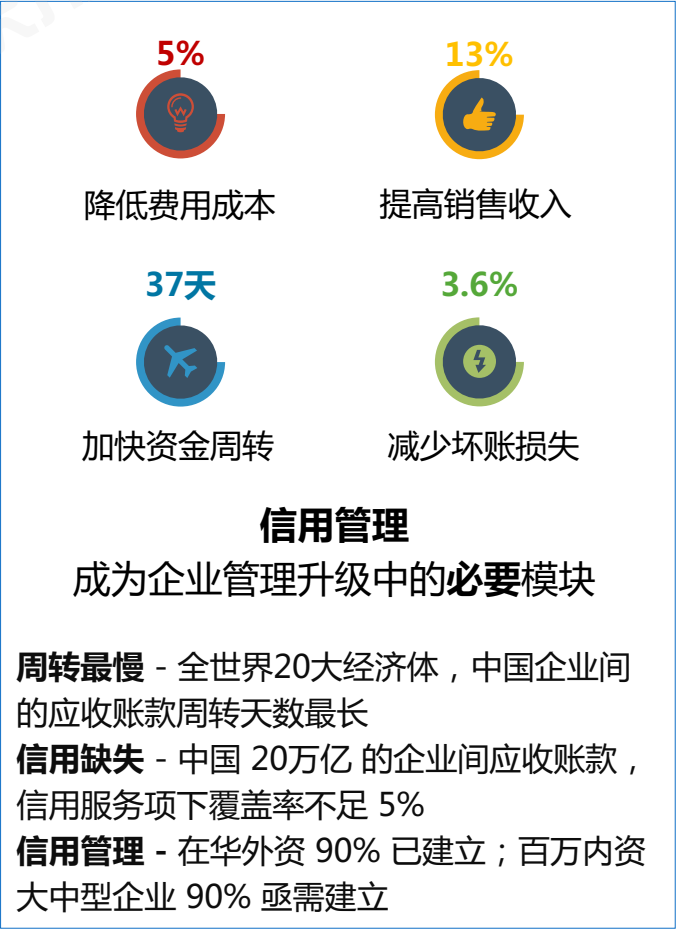 5%
13%
降低费用成本
提高销售收入
37天
3.6%
加快资金周转
减少坏账损失
信用管理
成为企业管理升级中的必要模块
周转最慢 - 全世界20大经济体，中国企业间
的应收账款周转天数最长
信用缺失 - 中国 20万亿 的企业间应收账款，
信用服务项下覆盖率不足 5%
信用管理 - 在华外资 90% 已建立；百万内资
大中型企业 90% 亟需建立